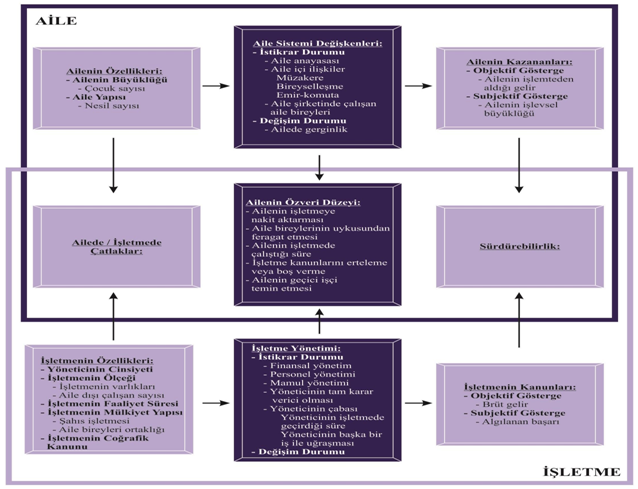 AİLE
Ailenin Özellikleri:
- Ailenin Büyüklüğü
- Çocuk sayısı
- Aile Yapısı
- Nesil sayısı
Aile Sistemi Değişkenleri:
- İstikrar Durumu
- Aile anayasası
- Aile içi ilişkiler
Müzakere
Bireyselleşme
Emir-komuta
- Aile şirketinde çalışan
aile bireyleri
- Değişim Durumu
- Ailede gerginlik
Ailenin Kazananları:
- Objektif Gösterge
- Ailenin işlemteden
aldığı gelir
- Subjektif Gösterge
- Ailenin işlevsel
büyüklüğü
Ailede / İşletmede
Çatlaklar:
Ailenin Özveri Düzeyi:
- Ailenin işletmeye
nakit aktarması
- Aile bireylerinin uykusundan
feragat etmesi
- Ailenin işletmede
çalıştığı süre
- İşletme kanunlarını erteleme
veya boş verme
- Ailenin geçici işçi
temin etmesi
Sürdürebilirlik:
İşletmenin Özellikleri:
- Yöneticinin Cinsiyeti
- İşletmenin Ölçeği
- İşletmenin varlıkları
- Aile dışı çalışan sayısı
- İşletmenin Faaliyet Süresi
- İşletmenin Mülkiyet Yapısı
- Şahıs işletmesi
- Aile bireyleri ortaklığı
- İşletmenin Coğrafik
Kanunu
İşletme Yönetimi:
- İstikrar Durumu
- Finansal yönetim
- Personel yönetimi
- Mamul yönetimi
- Yöneticinin tam karar
verici olması
- Yöneticinin çabası
Yöneticinin işletmede
geçirdiği süre
Yöneticinin başka bir
iş ile uğraşması
- Değişim Durumu
İşletmenin Kanunları:
- Objektif Gösterge
- Brüt gelir
- Subjektif Gösterge
- Algılanan başarı
İŞLETME